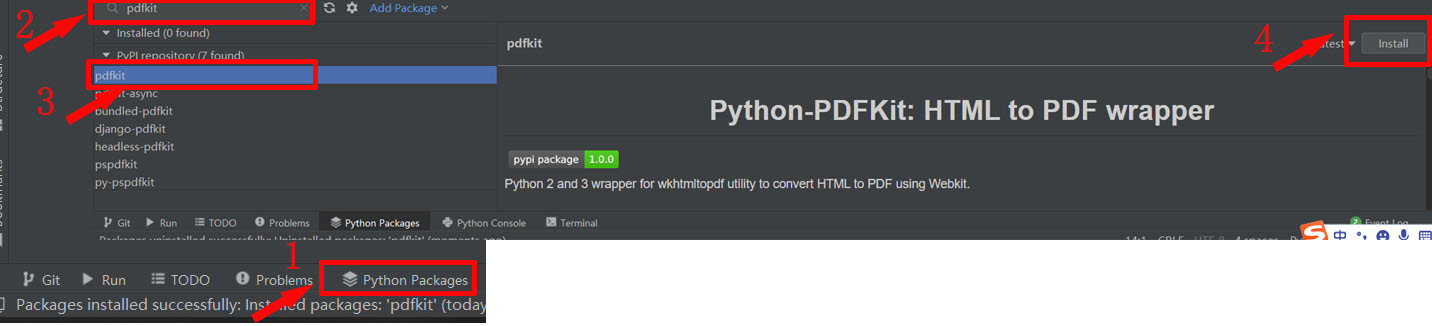 2
pdfkit
Add Package
Installed (0 found)
PyPI repository (7 found)
pdfkit
3
bundled-pdfkit
django-pdfkit
headless-pdfkit
pspdfkit
py-pspdfkit
pdfkit
4
Install
Python-PDFKit: HTML to PDF wrapper
pypi package 1.0.0
Python 2 and 3 wrapper for wkhtmltopdf utility to convert HTML to PDF using Webkit.
Git Run TODO Problems Python Packages Python Console Terminal
2 Event Log
Packages uninstalled successfully: Uninstalled packages: 'pdfkit' (moments ago)
14:1 CRLF UTF-8 4 spaces
S 中
1
Git Run TODO Problems Python Packages
Packages installed successfully: Installed packages: 'pdfkit' (today